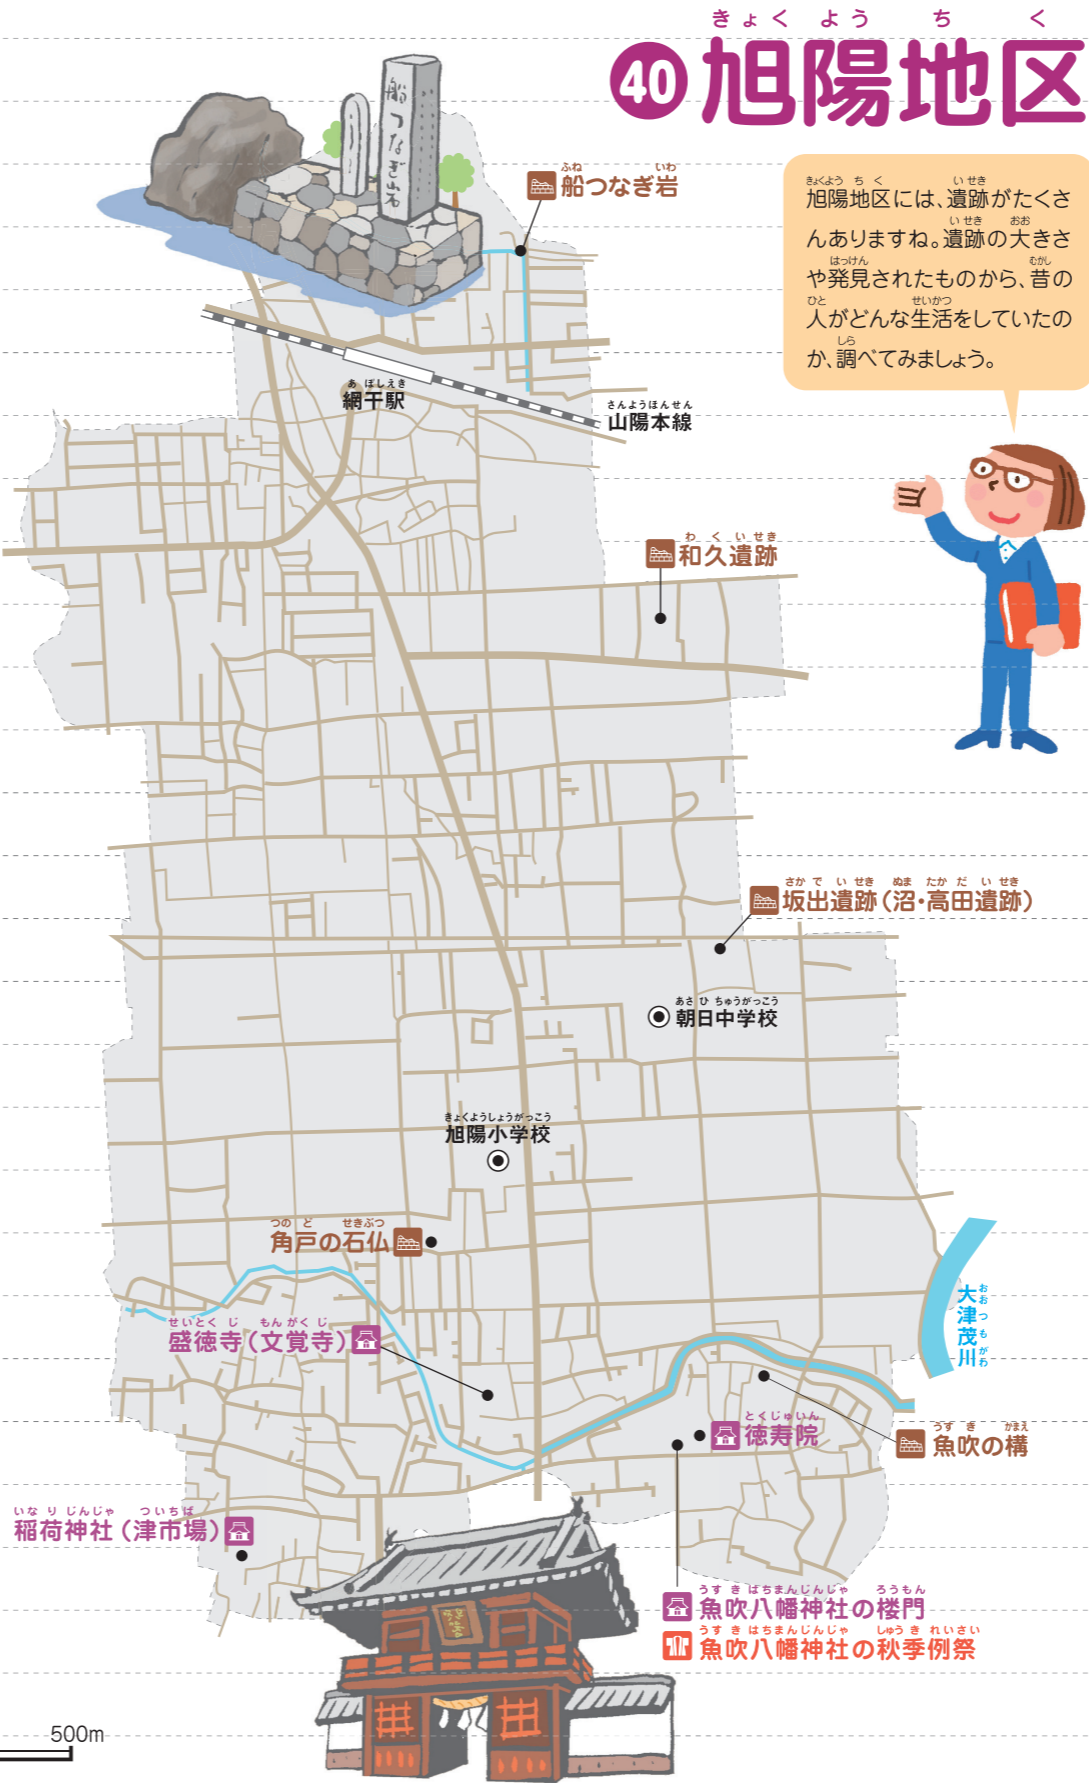 きょくようちく
40 旭陽地区
船つなぎ岩
ふね いわ
船つなぎ岩
きょくようちく いせき
旭陽地区には、遺跡がたくさ
いせき おお
んありますね。遺跡の大きさ
はっけん むかし
や発見されたものから、昔の
ひと せいかつ
人がどんな生活をしていたの
しら
か、調べてみましょう。
あぼしえき
網干駅
さんようほんせん
山陽本線
わくいせき
和久遺跡
さかでいせき ぬま たかだいせき
坂出遺跡(沼・高田遺跡)
あさひちゅうがっこう
朝日中学校
きょくようしょうがっこう
旭陽小学校
つのど せきぶつ
角戸の石仏
おおつもがわ
大津茂川
せいとくじ もんがくじ
盛徳寺(文覚寺)
とくじゅいん
徳寿院
うすき かまえ
魚吹の構
いなりじんじゃ ついちば
稲荷神社(津市場)
うすきはちまんじんじゃ ろうもん
魚吹八幡神社の楼門
うすきはちまんじんじゃ しゅうきれいさい
魚吹八幡神社の秋季例祭
500m